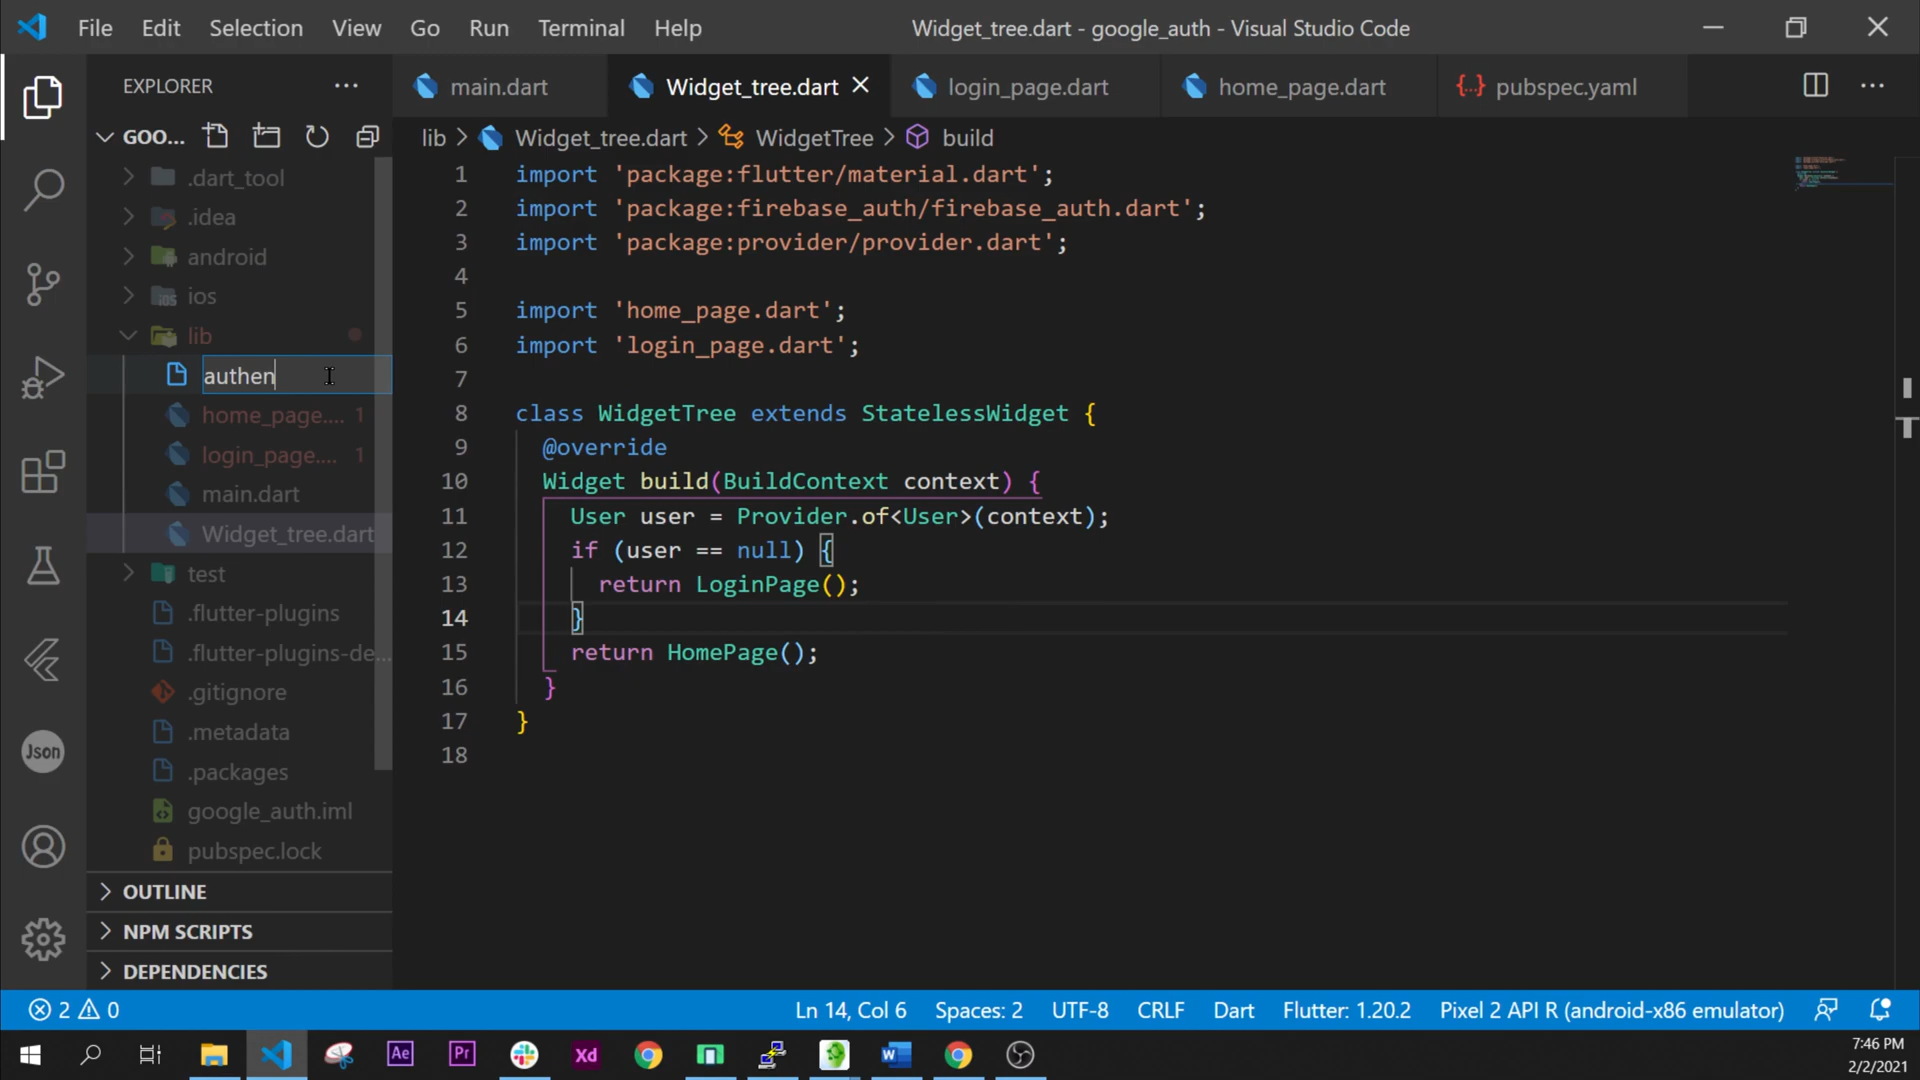 File Edit Selection View Go Run Terminal Help Widget_tree.dart - google_auth - Visual Studio Code
EXPLORER
main.dart Widget_tree.dart login_page.dart home_page.dart {..} pubspec.yaml
GOO...
lib > Widget_tree.dart > WidgetTree > build
.dart_tool
.idea
android
ios
lib
authen
home_page.... 1
login_page.... 1
main.dart
Widget_tree.dart
test
.flutter-plugins
.flutter-plugins-de...
.gitignore
.metadata
.packages
google_auth.iml
pubspec.lock
OUTLINE
NPM SCRIPTS
DEPENDENCIES
Json
1 import 'package:flutter/material.dart';
2 import 'package:firebase_auth/firebase_auth.dart';
3 import 'package:provider/provider.dart';
4
5 import 'home_page.dart';
6 import 'login_page.dart';
7
8 class WidgetTree extends StatelessWidget {
9 @override
10 Widget build(BuildContext context) {
11 User user = Provider.of<User>(context);
12 if (user == null) {
13 return LoginPage();
14 }
15 return HomePage();
16 }
17 }
18
2 0 Ln 14, Col 6 Spaces: 2 UTF-8 CRLF Dart Flutter: 1.20.2 Pixel 2 API R (android-x86 emulator)
Ae Pr Xd W
7:46 PM
2/2/2021